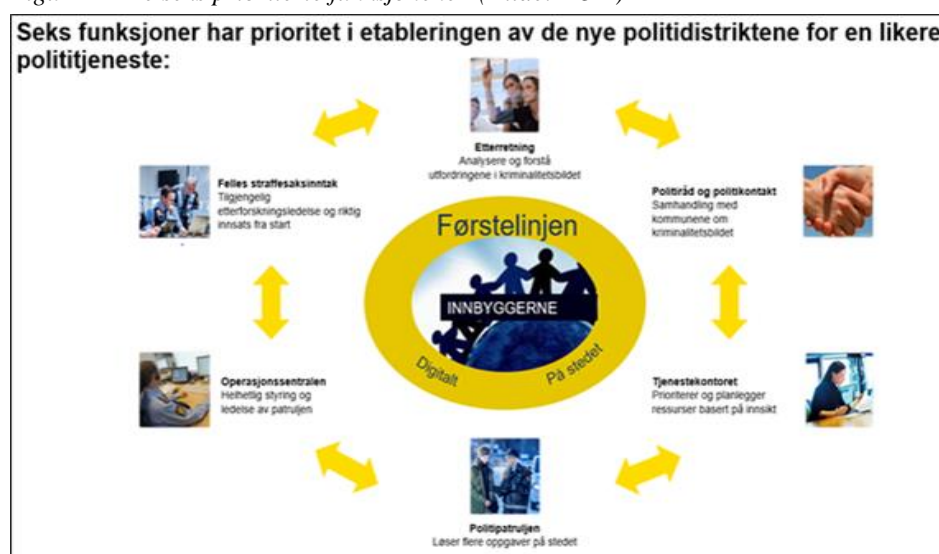 Seks funksjoner har prioritet i etableringen av de nye politidistriktene for en likere
polititjeneste:
Etterretning
Analysere og forstå
utfordringene i kriminalitetsbildet
Felles straffesaksinntak
Tilgjengelig
etterforskningsledelse og riktig
innsats fra start
Politiråd og politikontakt
Samhandling med
kommunene om
kriminalitetsbildet
Førstelinjen
INNBYGGERNE
Digitalt
På stedet
Operasjonssentralen
Helhetlig styring og
ledelse av patruljen
Tjenestekontoret
Prioriterer og planlegger
ressurser basert på innsikt
Politipatruljen
Løser flere oppgaver på stedet